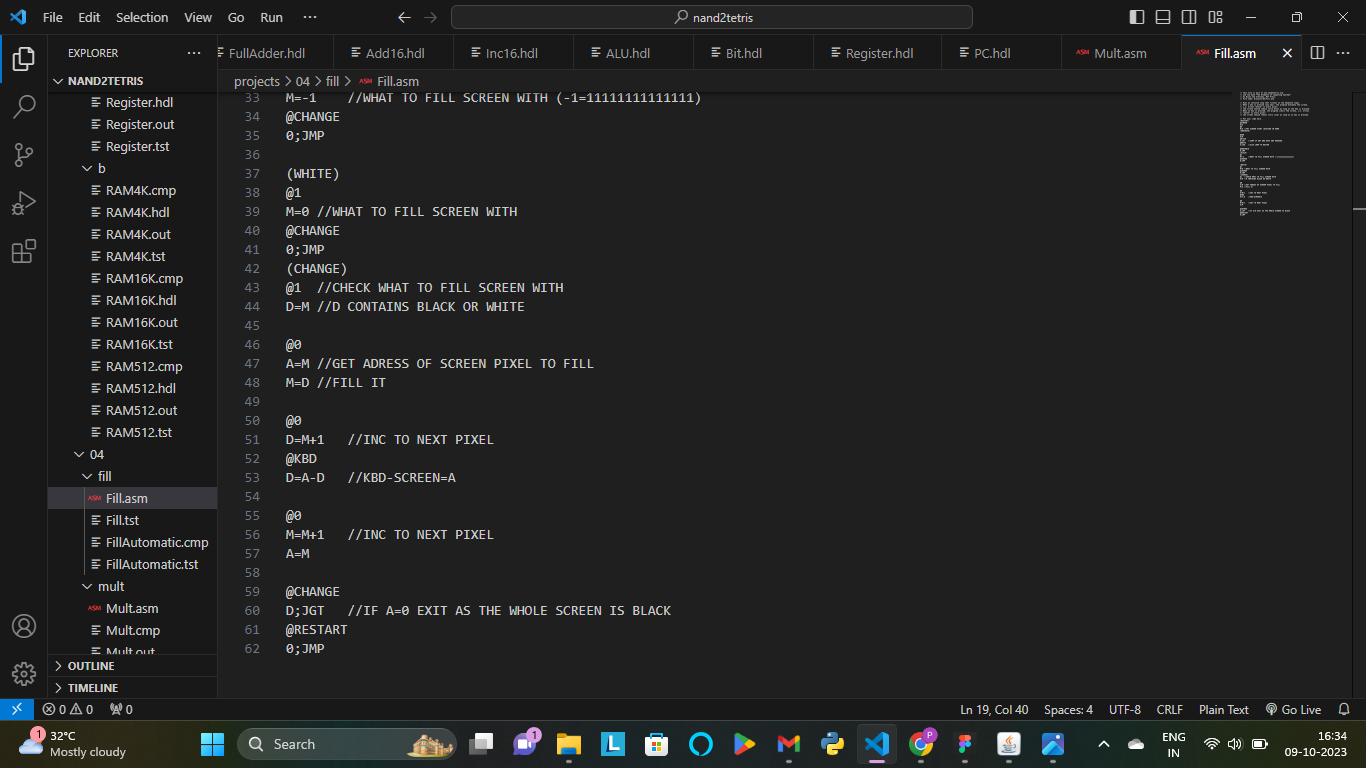 File Edit Selection View Go Run ···
nand2tetris
EXPLORER ···
FullAdder.hdl Add16.hdl Inc16.hdl ALU.hdl Bit.hdl Register.hdl PC.hdl ASM Mult.asm ASM Fill.asm
NAND2TETRIS
projects > 04 > fill > ASM Fill.asm
Register.hdl
Register.out
Register.tst
b
RAM4K.cmp
RAM4K.hdl
RAM4K.out
RAM4K.tst
RAM16K.cmp
RAM16K.hdl
RAM16K.out
RAM16K.tst
RAM512.cmp
RAM512.hdl
RAM512.out
RAM512.tst
04
fill
ASM Fill.asm
Fill.tst
FillAutomatic.cmp
FillAutomatic.tst
mult
ASM Mult.asm
Mult.cmp
Mult.out
OUTLINE
TIMELINE
33 M=-1 //WHAT TO FILL SCREEN WITH (-1=11111111111111)
34 @CHANGE
35 0;JMP
36
37 (WHITE)
38 @1
39 M=0 //WHAT TO FILL SCREEN WITH
40 @CHANGE
41 0;JMP
42 (CHANGE)
43 @1 //CHECK WHAT TO FILL SCREEN WITH
44 D=M //D CONTAINS BLACK OR WHITE
45
46 @0
47 A=M //GET ADRESS OF SCREEN PIXEL TO FILL
48 M=D //FILL IT
49
50 @0
51 D=M+1 //INC TO NEXT PIXEL
52 @KBD
53 D=A-D //KBD-SCREEN=A
54
55 @0
56 M=M+1 //INC TO NEXT PIXEL
57 A=M
58
59 @CHANGE
60 D;JGT //IF A=0 EXIT AS THE WHOLE SCREEN IS BLACK
61 @RESTART
62 0;JMP
0 0 0 Ln 19, Col 40 Spaces: 4 UTF-8 CRLF Plain Text Go Live
1 32°C
Mostly cloudy
Search
1
L
P
ENG
IN
16:34
09-10-2023